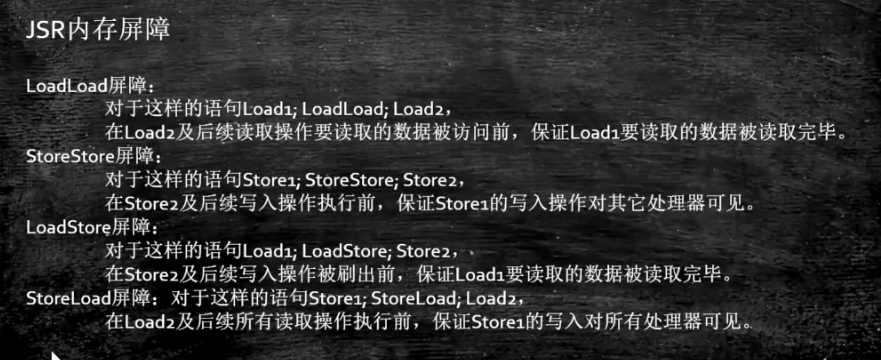 JSR内存屏障
LoadLoad屏障：
对于这样的语句Load1; LoadLoad; Load2，
在Load2及后续读取操作要读取的数据被访问前，保证Load1要读取的数据被读取完毕。
StoreStore屏障：
对于这样的语句Store1; StoreStore; Store2，
在Store2及后续写入操作执行前，保证Store1的写入操作对其它处理器可见。
LoadStore屏障：
对于这样的语句Load1; LoadStore; Store2，
在Store2及后续写入操作被刷出前，保证Load1要读取的数据被读取完毕。
StoreLoad屏障：对于这样的语句Store1; StoreLoad; Load2，
在Load2及后续所有读取操作执行前，保证Store1的写入对所有处理器可见。